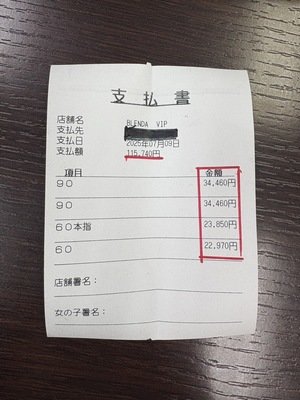 支払書
店舗名 BLENDA VIP
支払先
支払日 2025年07月09日
支払額 115,740円
項目 金額
90 34,460円
90 34,460円
60本指 23,850円
60 22,970円
店舗署名：
女の子署名：